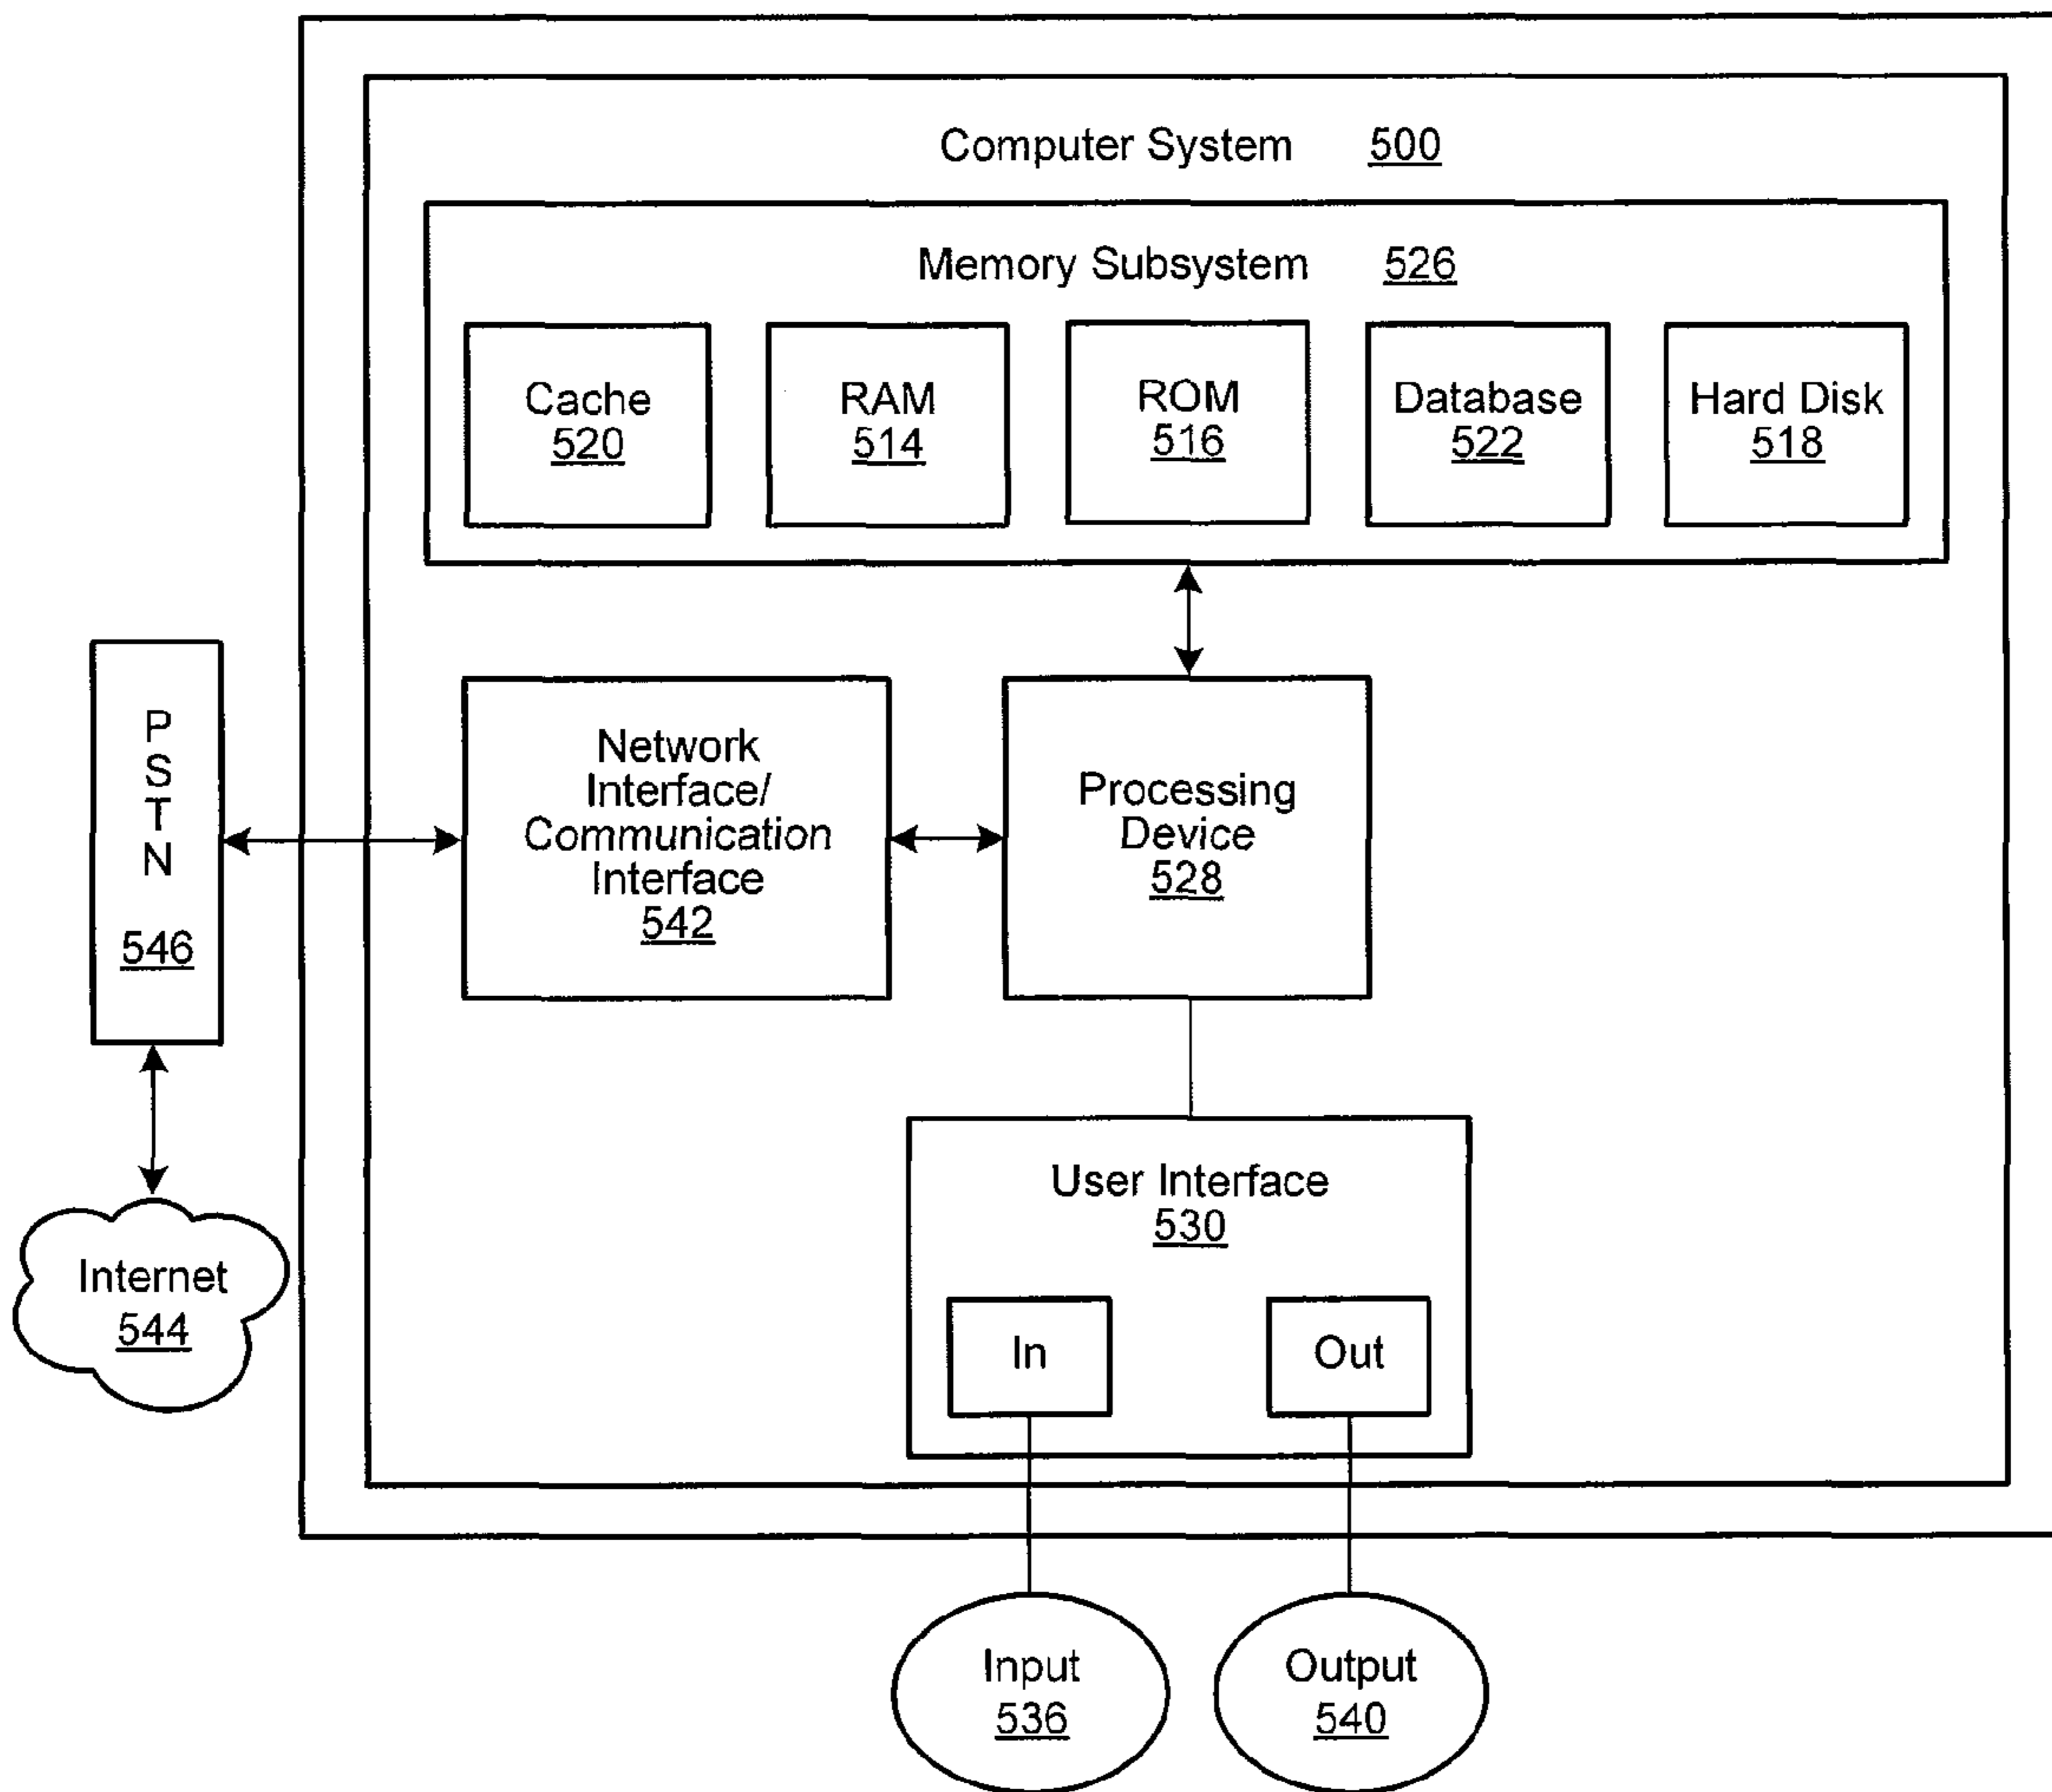 Computer System 500
Memory Subsystem 526
Cache
520
RAM
514
ROM
516
Database
522
Hard Disk
518
PSTN
546
Network
Interface/
Communication
Interface
542
Processing
Device
528
User Interface
530
Internet
544
In
Out
Input
536
Output
540